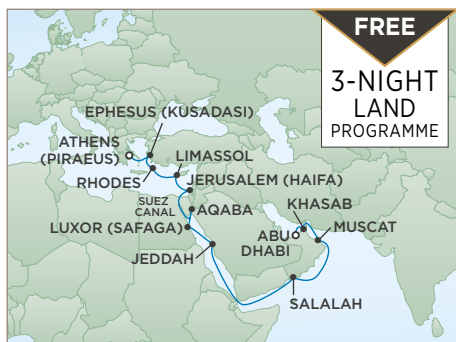 FREE
3-NIGHT
LAND
PROGRAMME
EPHESUS (KUSADASI)
ATHENS
(PIRAEUS)
LIMASSOL
RHODES
JERUSALEM (HAIFA)
SUEZ
CANAL
AQABA
KHASAB
LUXOR (SAFAGA)
ABU
DHABI
MUSCAT
JEDDAH
SALALAH